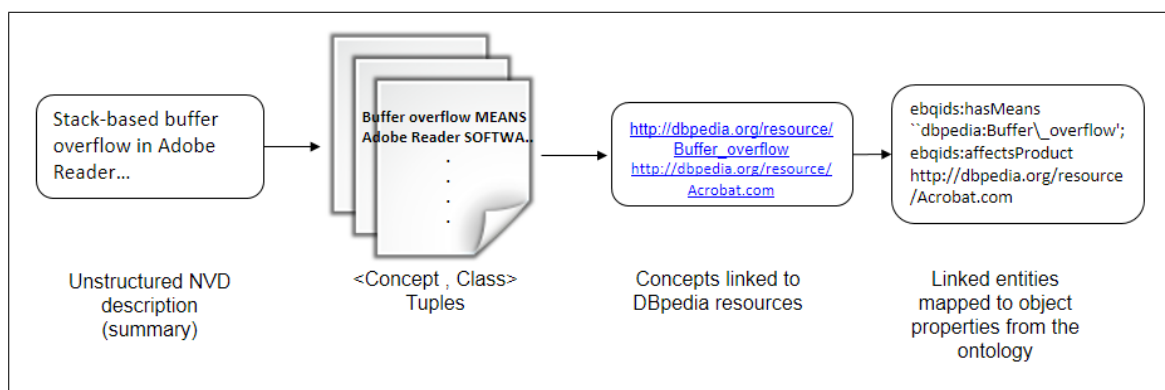 Stack-based buffer
overflow in Adobe
Reader...
Buffer overflow MEANS
Adobe Reader SOFTWA..
.
.
.
.
http://dbpedia.org/resource/
Buffer_overflow
http://dbpedia.org/resource/
Acrobat.com
ebqids:hasMeans
``dbpedia:Buffer\_overflow';
ebqids:affectsProduct
http://dbpedia.org/resource
/Acrobat.com
Unstructured NVD
description
(summary)
<Concept , Class>
Tuples
Concepts linked to
DBpedia resources
Linked entities
mapped to object
properties from the
ontology